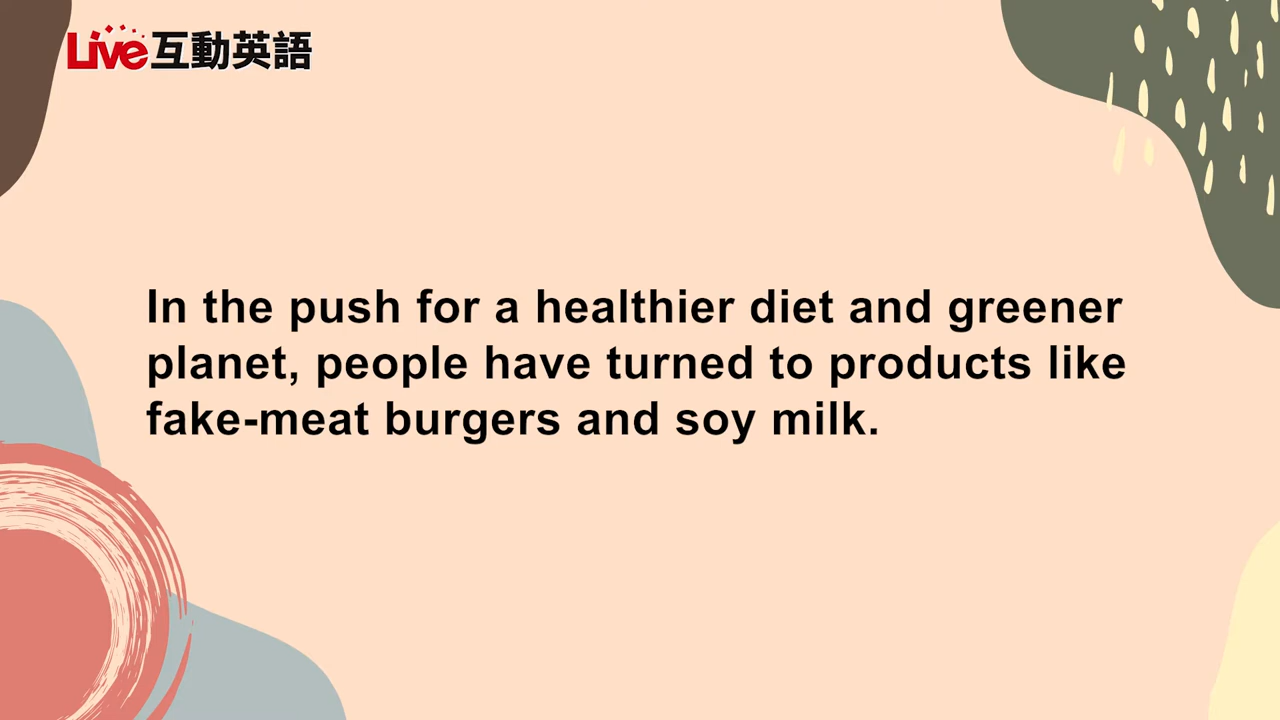 Live互動英語
In the push for a healthier diet and greener
planet, people have turned to products like
fake-meat burgers and soy milk.